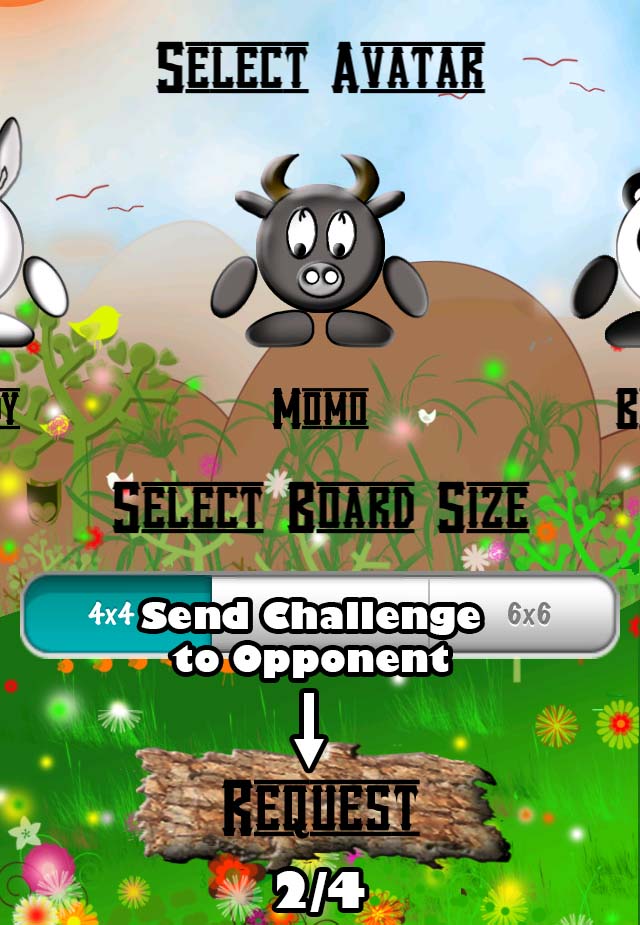 Select Avatar
Momo
Select Board Size
4x4
6x6
Send Challenge
to Opponent
Request
2/4